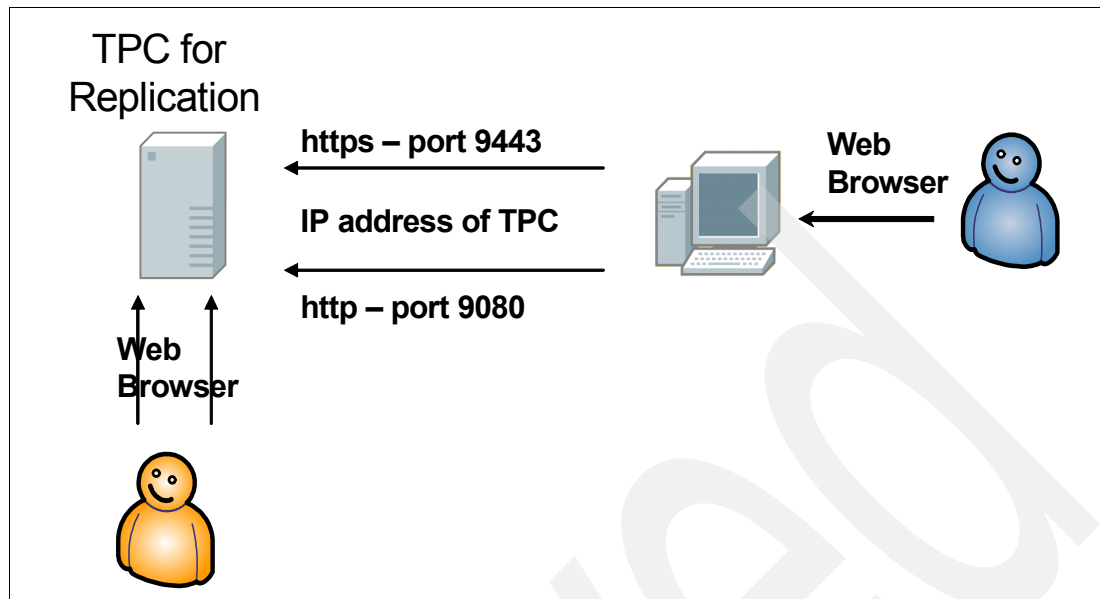 TPC for
Replication
https – port 9443
IP address of TPC
http – port 9080
Web
Browser
Web
Browser